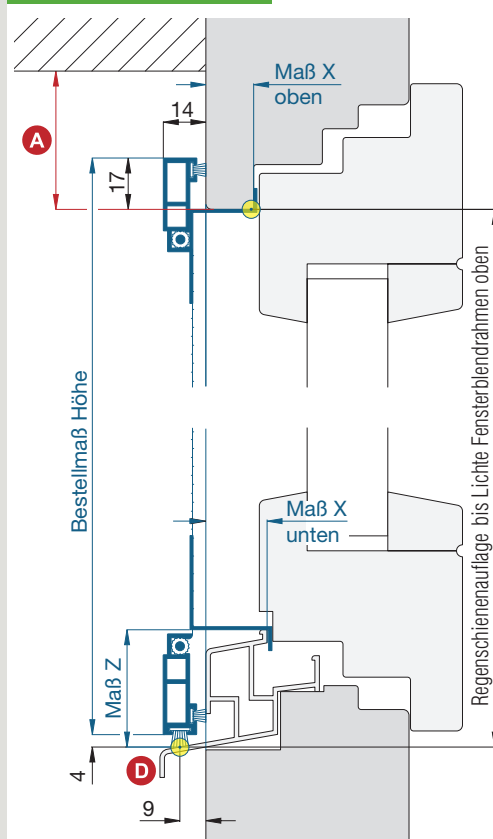 Maß X
oben
14
A
17
Bestellmaß Höhe
Regenschienenauflage bis Lichte Fensterblendrahmen oben
Maß X
unten
Maß Z
D
4
9